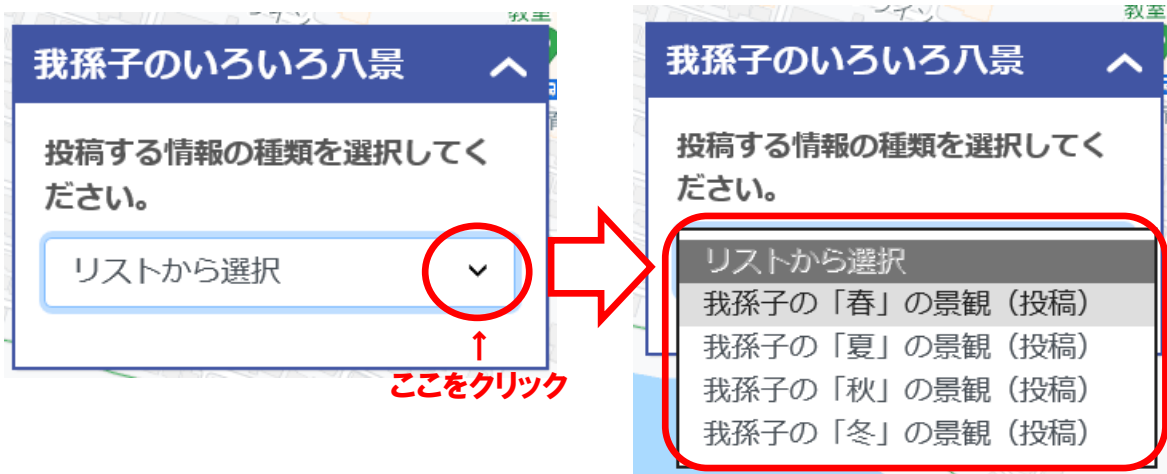 教室
我孫子のいろいろ八景
投稿する情報の種類を選択してく
ださい。
リストから選択
↑
ここをクリック
教室
我孫子のいろいろ八景
投稿する情報の種類を選択してく
ださい。
リストから選択
我孫子の「春」の景観（投稿）
我孫子の「夏」の景観（投稿）
我孫子の「秋」の景観（投稿）
我孫子の「冬」の景観（投稿）